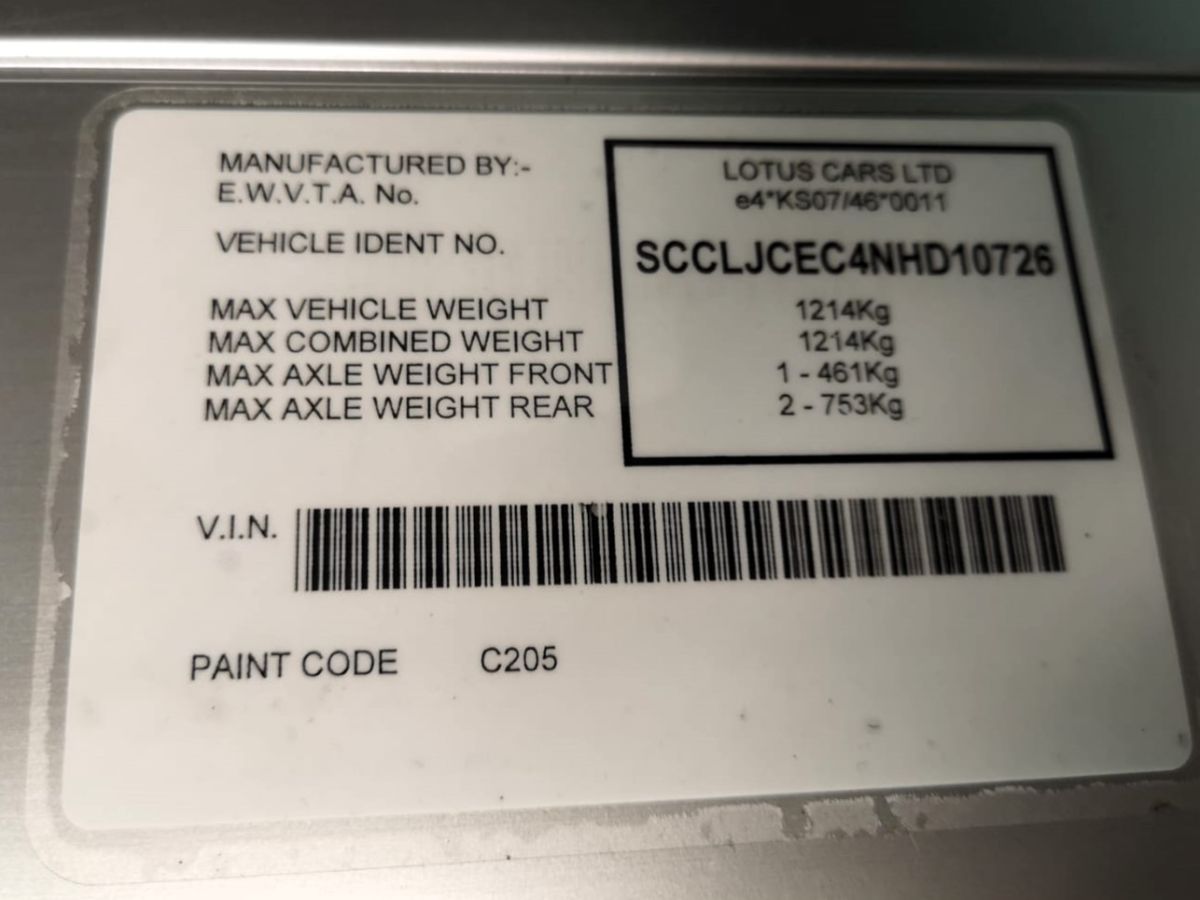 MANUFACTURED BY:- LOTUS CARS LTD
E.W.V.T.A. No. e4*KS07/46*0011
VEHICLE IDENT NO. SCCLJCEC4NHD10726
MAX VEHICLE WEIGHT 1214Kg
MAX COMBINED WEIGHT 1214Kg
MAX AXLE WEIGHT FRONT 1 - 461Kg
MAX AXLE WEIGHT REAR 2 - 753Kg
V.I.N.
PAINT CODE C205